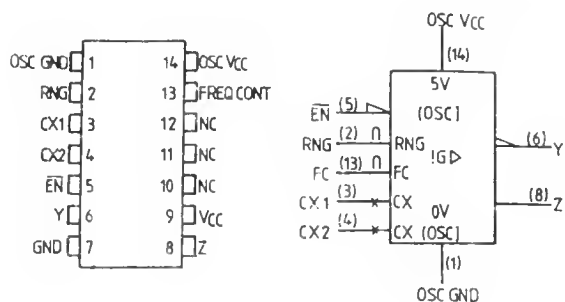 OSC GND 1 14 OSC VCC
RNG 2 13 FREQ CONT
CX1 3 12 NC
CX2 4 11 NC
EN 5 10 NC
Y 6 9 VCC
GND 7 8 Z
OSC VCC
(14)
5V
EN (5) (OSC)
(6) Y
RNG (2) ∩ RNG
!G▷
FC (13) ∩ FC
CX1 (3) CX
(8) Z
0V
CX2 (4) CX (OSC)
(1)
OSC GND